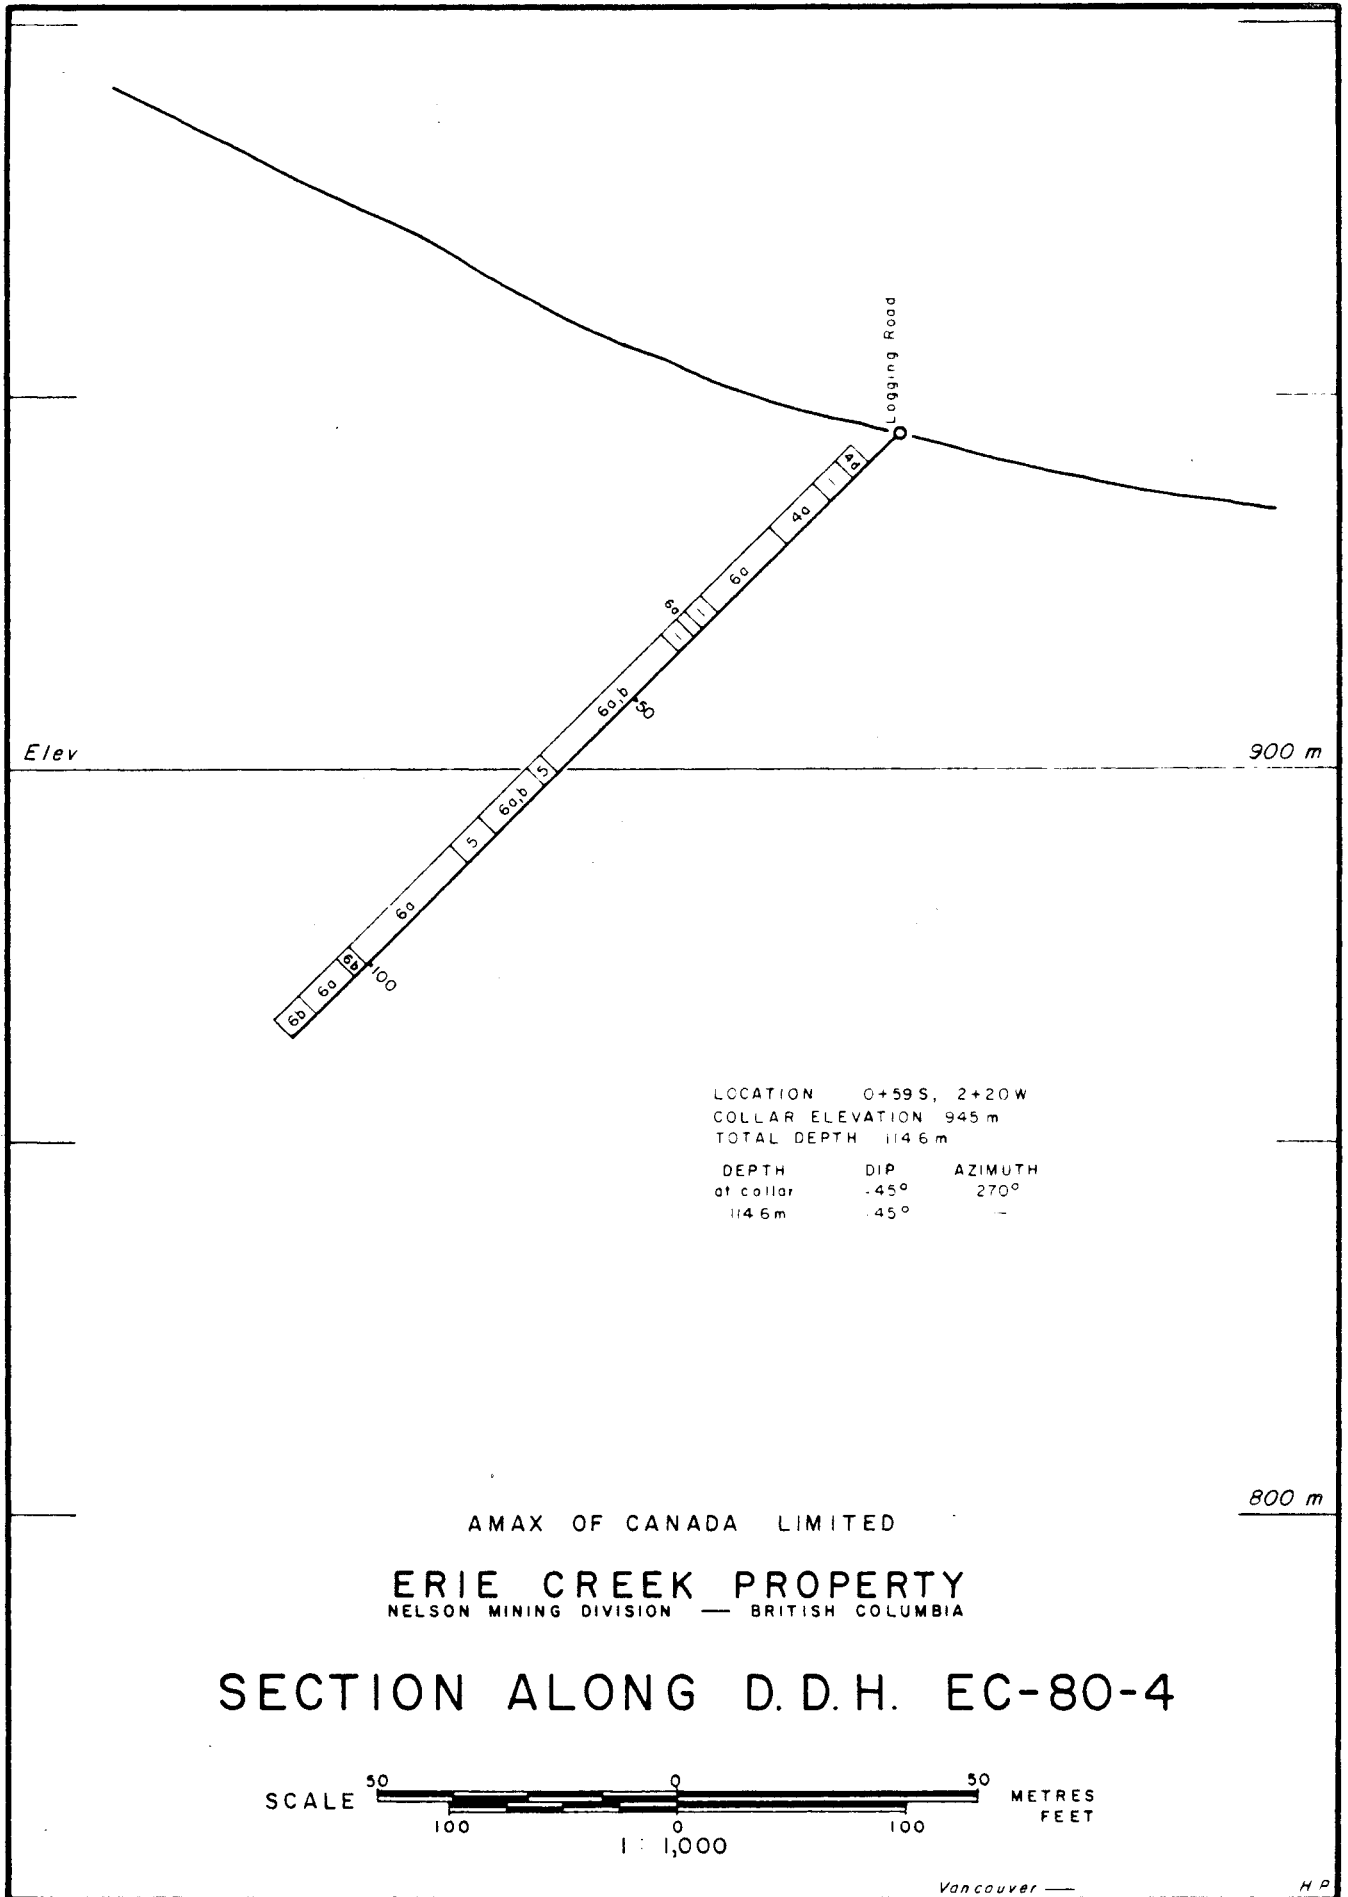 Logging Road
4a
1
4a
6a
1
6a
1
6a,b
50
Elev 900 m
5
6a,b
5
6a
100
6b
6a
6b
LOCATION 0+59 S, 2+20 W
COLLAR ELEVATION 945 m
TOTAL DEPTH 114 6 m
DEPTH DIP AZIMUTH
at collar -45° 270°
114 6 m -45° —
800 m
AMAX OF CANADA LIMITED
ERIE CREEK PROPERTY
NELSON MINING DIVISION — BRITISH COLUMBIA
SECTION ALONG D.D.H. EC-80-4
50 0 50
SCALE METRES
FEET
100 0 100
1 : 1,000
Vancouver — H P